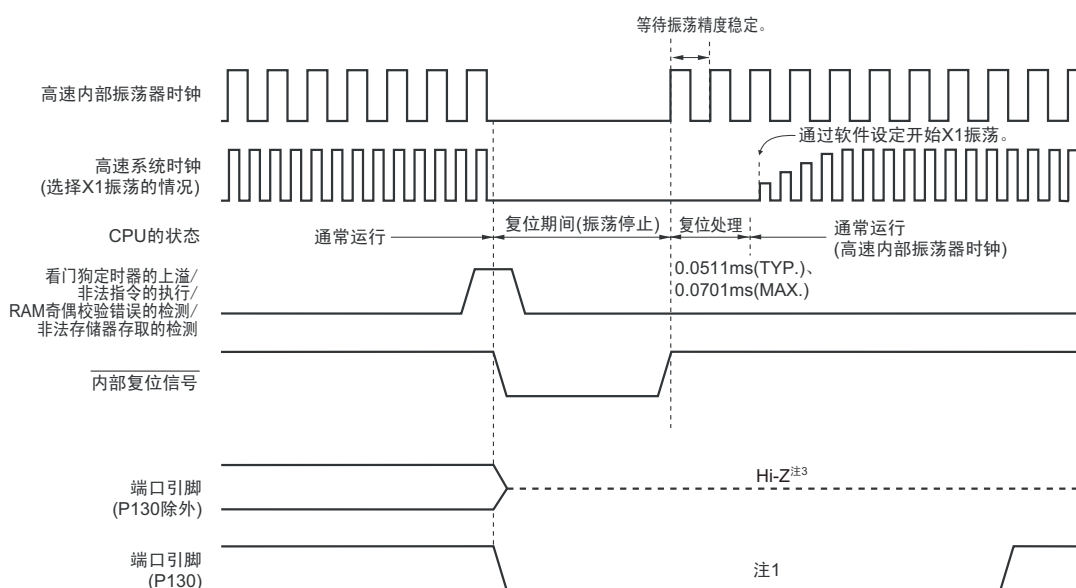 等待振荡精度稳定。
高速内部振荡器时钟
通过软件设定开始X1振荡。
高速系统时钟
(选择X1振荡的情况)
CPU的状态
通常运行
复位期间(振荡停止)
复位处理
通常运行
(高速内部振荡器时钟)
0.0511ms(TYP.)、
0.0701ms(MAX.)
看门狗定时器的上溢/
非法指令的执行/
RAM奇偶校验错误的检测/
非法存储器存取的检测
内部复位信号
Hi-Z注3
端口引脚
(P130除外)
端口引脚
(P130)
注1